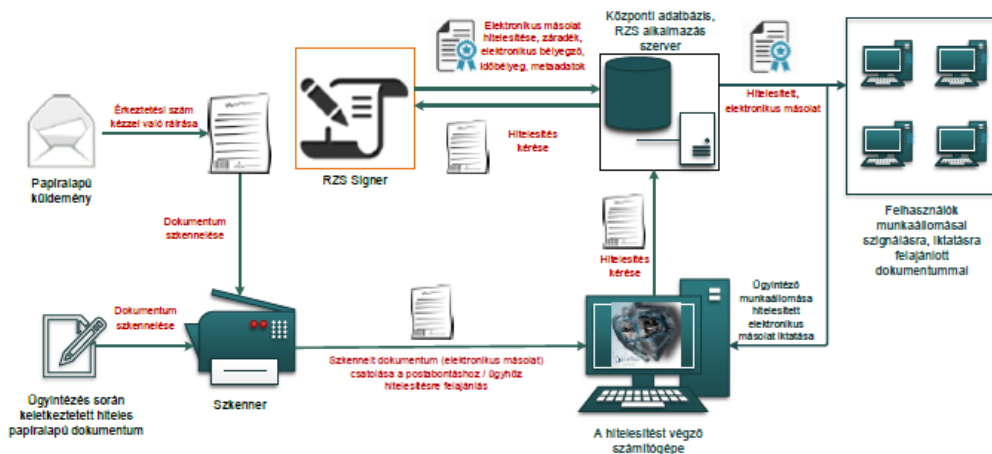 Elektronikus másolat
hitelesítése, záradék,
elektronikus bélyegző,
időbélyeg, metaadatok
Központi adatbázis,
RZS alkalmazás
szerver
Érkeztetési szám
kézzel való ráírása
Hitelesített,
elektronikus másolat
Papíralapú
küldemény
RZS Signer
Hitelesítés
kérése
Felhasználók
munkaállomásai
szignálásra, iktatásra
felajánlott
dokumentummal
Dokumentum
szkennelése
Hitelesítés
kérése
Dokumentum
szkennelése
Ügyintéző
munkaállomása
hitelesített
elektronikus
másolat iktatása
Szkennelt dokumentum (elektronikus másolat)
csatolása a postabontáshoz / ügyhöz
hitelesítésre felajánlás
Szkenner
Ügyintézés során
keletkeztetett hiteles
papíralapú dokumentum
A hitelesítést végző
számítógépe